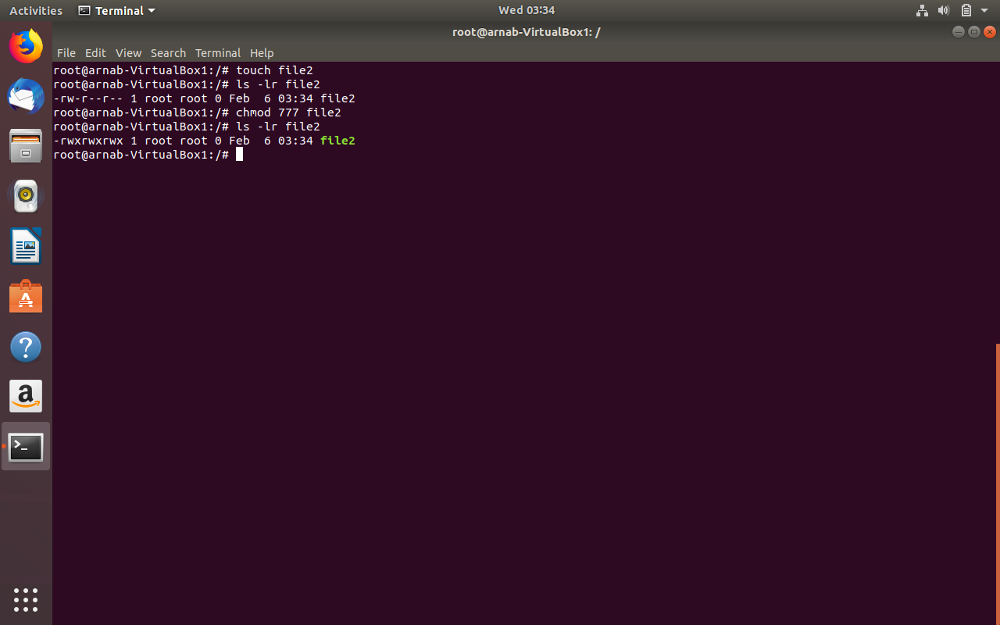 Activities Terminal Wed 03:34
root@arnab-VirtualBox1: /
File Edit View Search Terminal Help
root@arnab-VirtualBox1:/# touch file2
root@arnab-VirtualBox1:/# ls -lr file2
-rw-r--r-- 1 root root 0 Feb  6 03:34 file2
root@arnab-VirtualBox1:/# chmod 777 file2
root@arnab-VirtualBox1:/# ls -lr file2
-rwxrwxrwx 1 root root 0 Feb  6 03:34 file2
root@arnab-VirtualBox1:/#